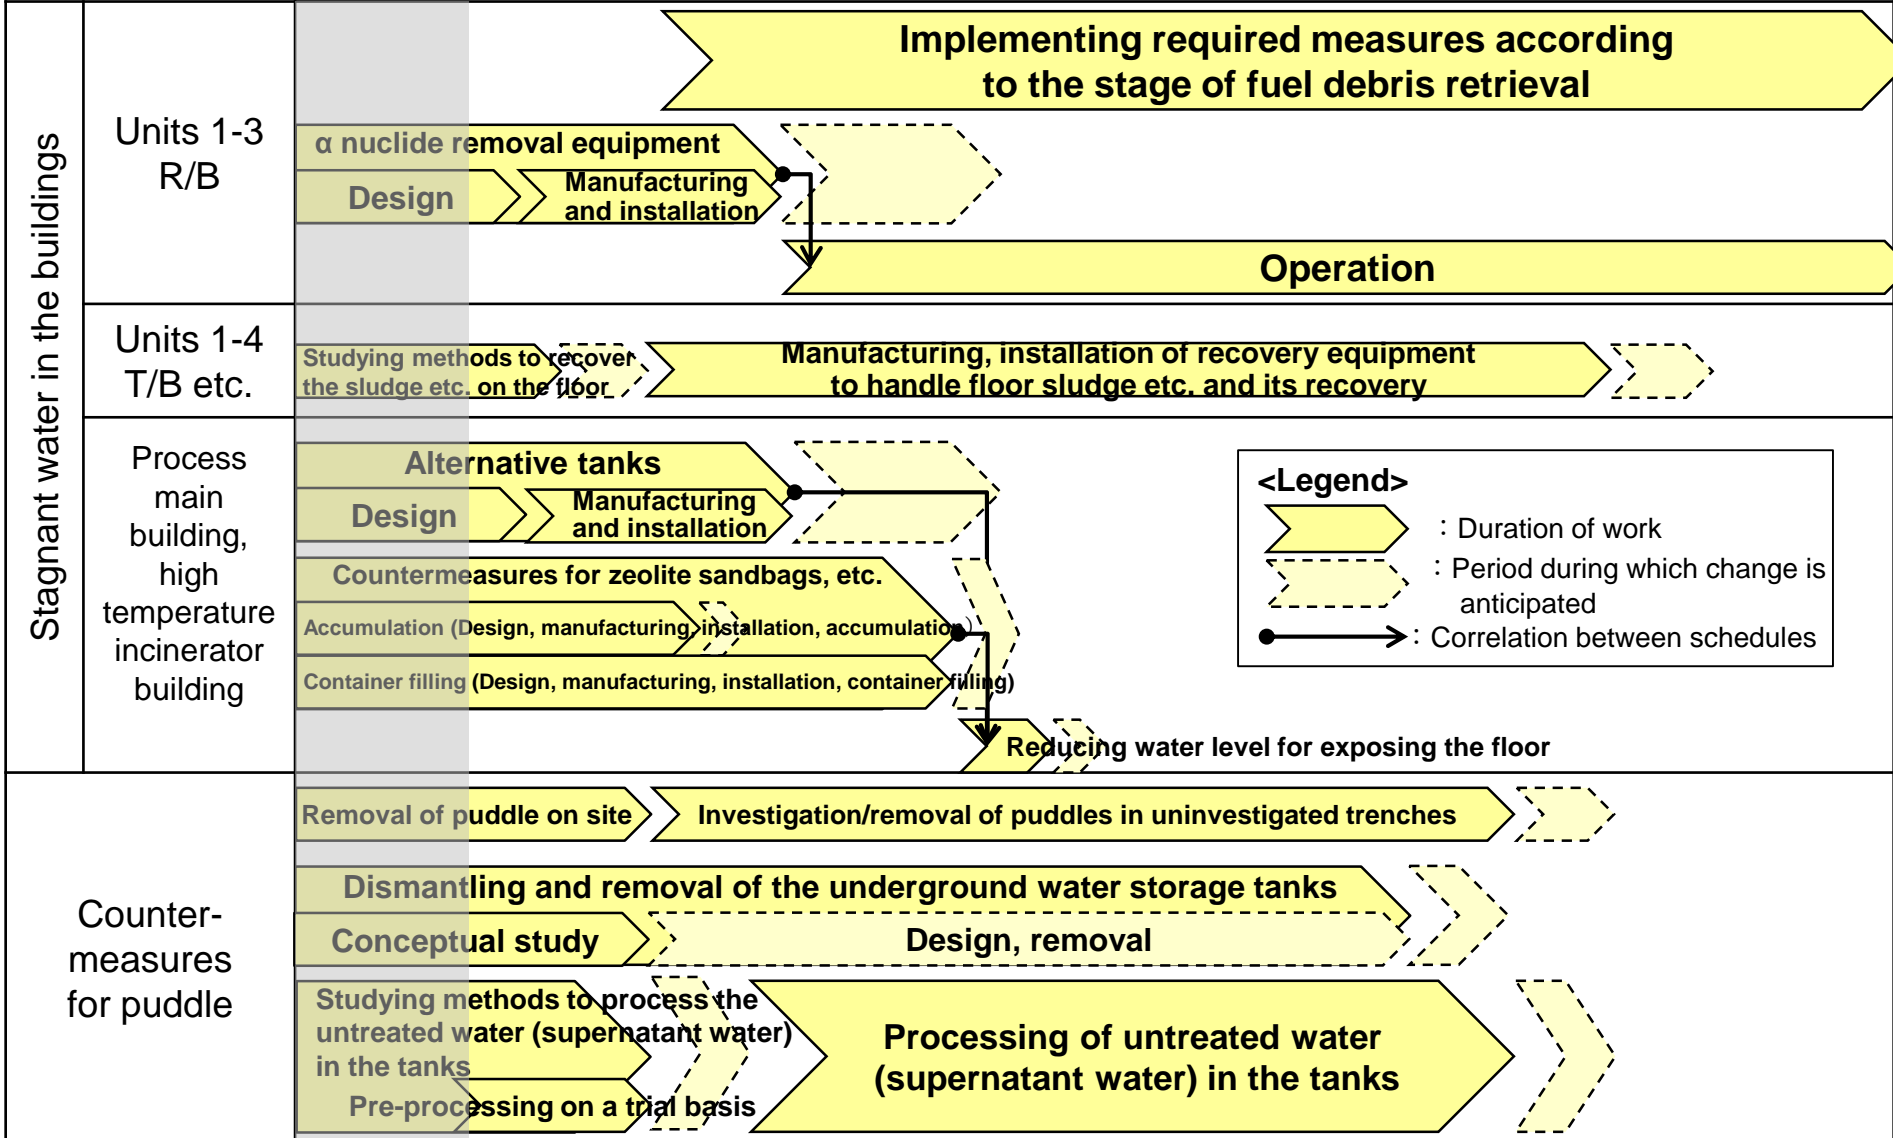 Stagnant water in the buildings
Units 1-3
R/B
Implementing required measures according
to the stage of fuel debris retrieval
α nuclide removal equipment
Design
Manufacturing
and installation
Operation
Units 1-4
T/B etc.
Studying methods to recover
the sludge etc. on the floor
Manufacturing, installation of recovery equipment
to handle floor sludge etc. and its recovery
Process
main
building,
high
temperature
incinerator
building
Alternative tanks
Design
Manufacturing
and installation
Countermeasures for zeolite sandbags, etc.
Accumulation (Design, manufacturing, installation, accumulation)
Container filling (Design, manufacturing, installation, container filling)
Reducing water level for exposing the floor
<Legend>
: Duration of work
: Period during which change is
anticipated
: Correlation between schedules
Counter-
measures
for puddle
Removal of puddle on site
Investigation/removal of puddles in uninvestigated trenches
Dismantling and removal of the underground water storage tanks
Conceptual study
Design, removal
Studying methods to process the
untreated water (supernatant water)
in the tanks
Pre-processing on a trial basis
Processing of untreated water
(supernatant water) in the tanks